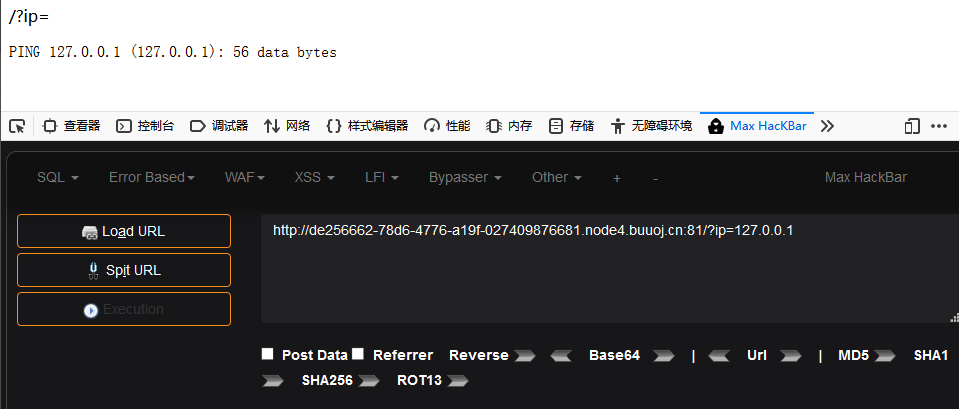 /?ip=
PING 127.0.0.1 (127.0.0.1): 56 data bytes
查看器 控制台 调试器 网络 {} 样式编辑器 性能 内存 存储 无障碍环境 Max HacKBar
SQL Error Based WAF XSS LFI Bypasser Other + - Max HackBar
Load URL
http://de256662-78d6-4776-a19f-027409876681.node4.buuoj.cn:81/?ip=127.0.0.1
Spit URL
Execution
Post Data Referrer Reverse Base64 | Url | MD5 SHA1
SHA256 ROT13